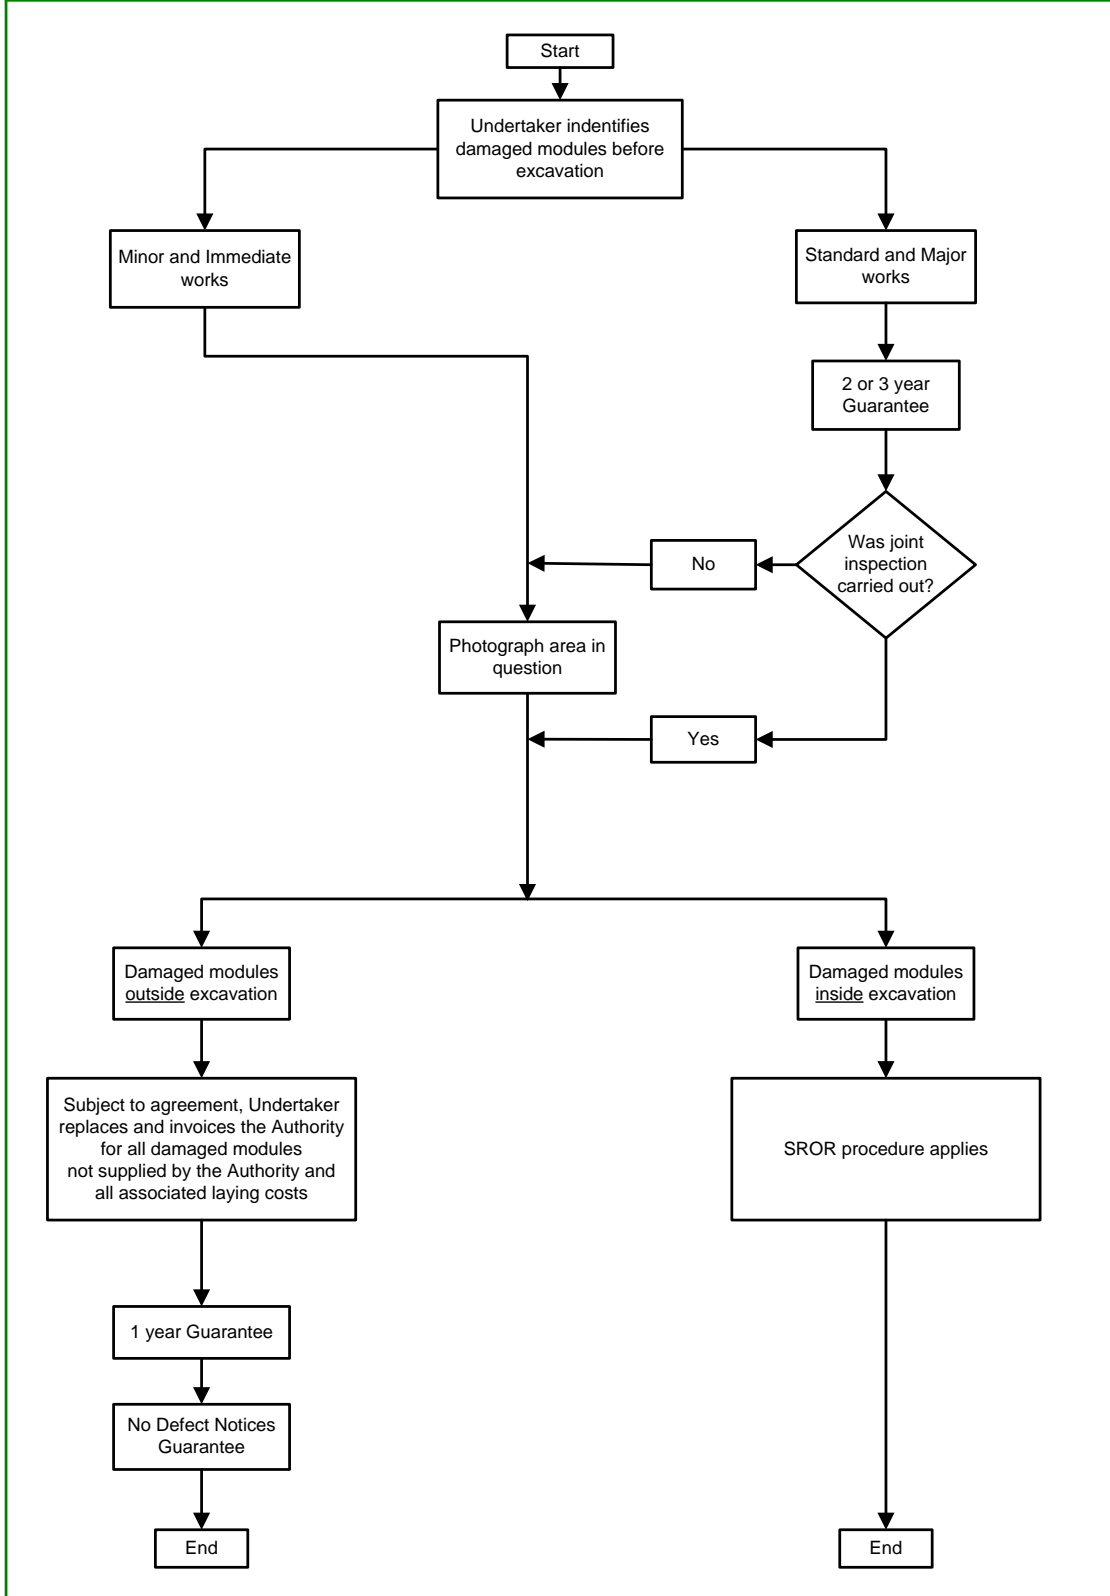 Start
Undertaker indentifies
damaged modules before
excavation
Minor and Immediate
works
Standard and Major
works
2 or 3 year
Guarantee
Was joint
inspection
carried out?
No
Photograph area in
question
Yes
Damaged modules
outside excavation
Damaged modules
inside excavation
Subject to agreement, Undertaker
replaces and invoices the Authority
for all damaged modules
not supplied by the Authority and
all associated laying costs
SROR procedure applies
1 year Guarantee
No Defect Notices
Guarantee
End
End